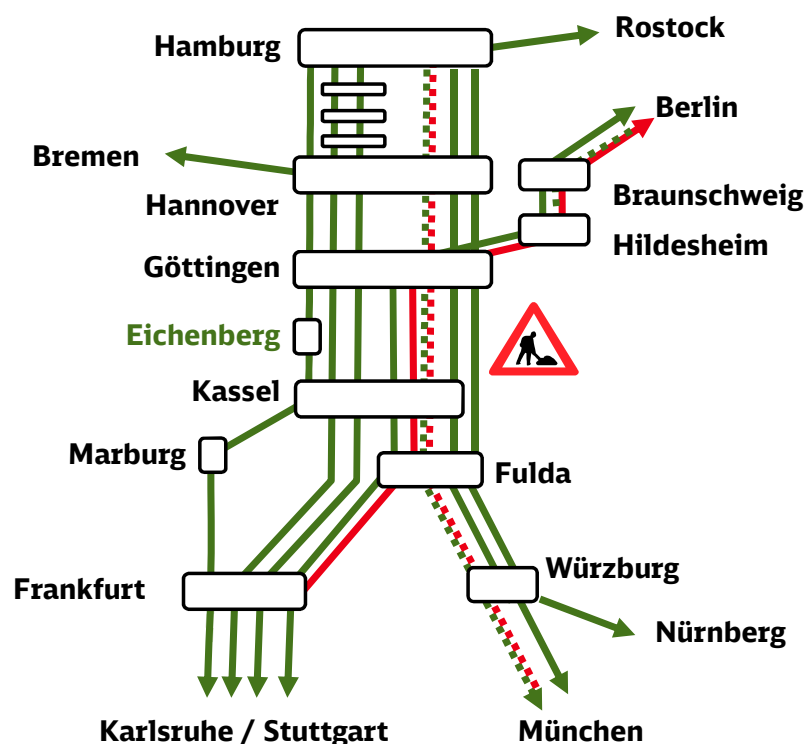 Rostock
Hamburg
Berlin
Bremen
Braunschweig
Hannover
Hildesheim
Göttingen
Eichenberg
Kassel
Marburg
Fulda
Würzburg
Frankfurt
Nürnberg
Karlsruhe / Stuttgart
München